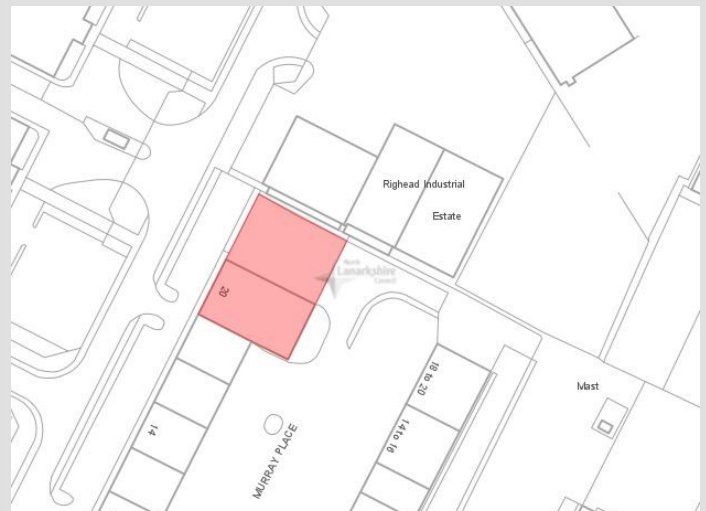 Righead Industrial
Estate
North
Lanarkshire
Council
20
18 to 20
Mast
14 to 16
14
MURRAY PLACE